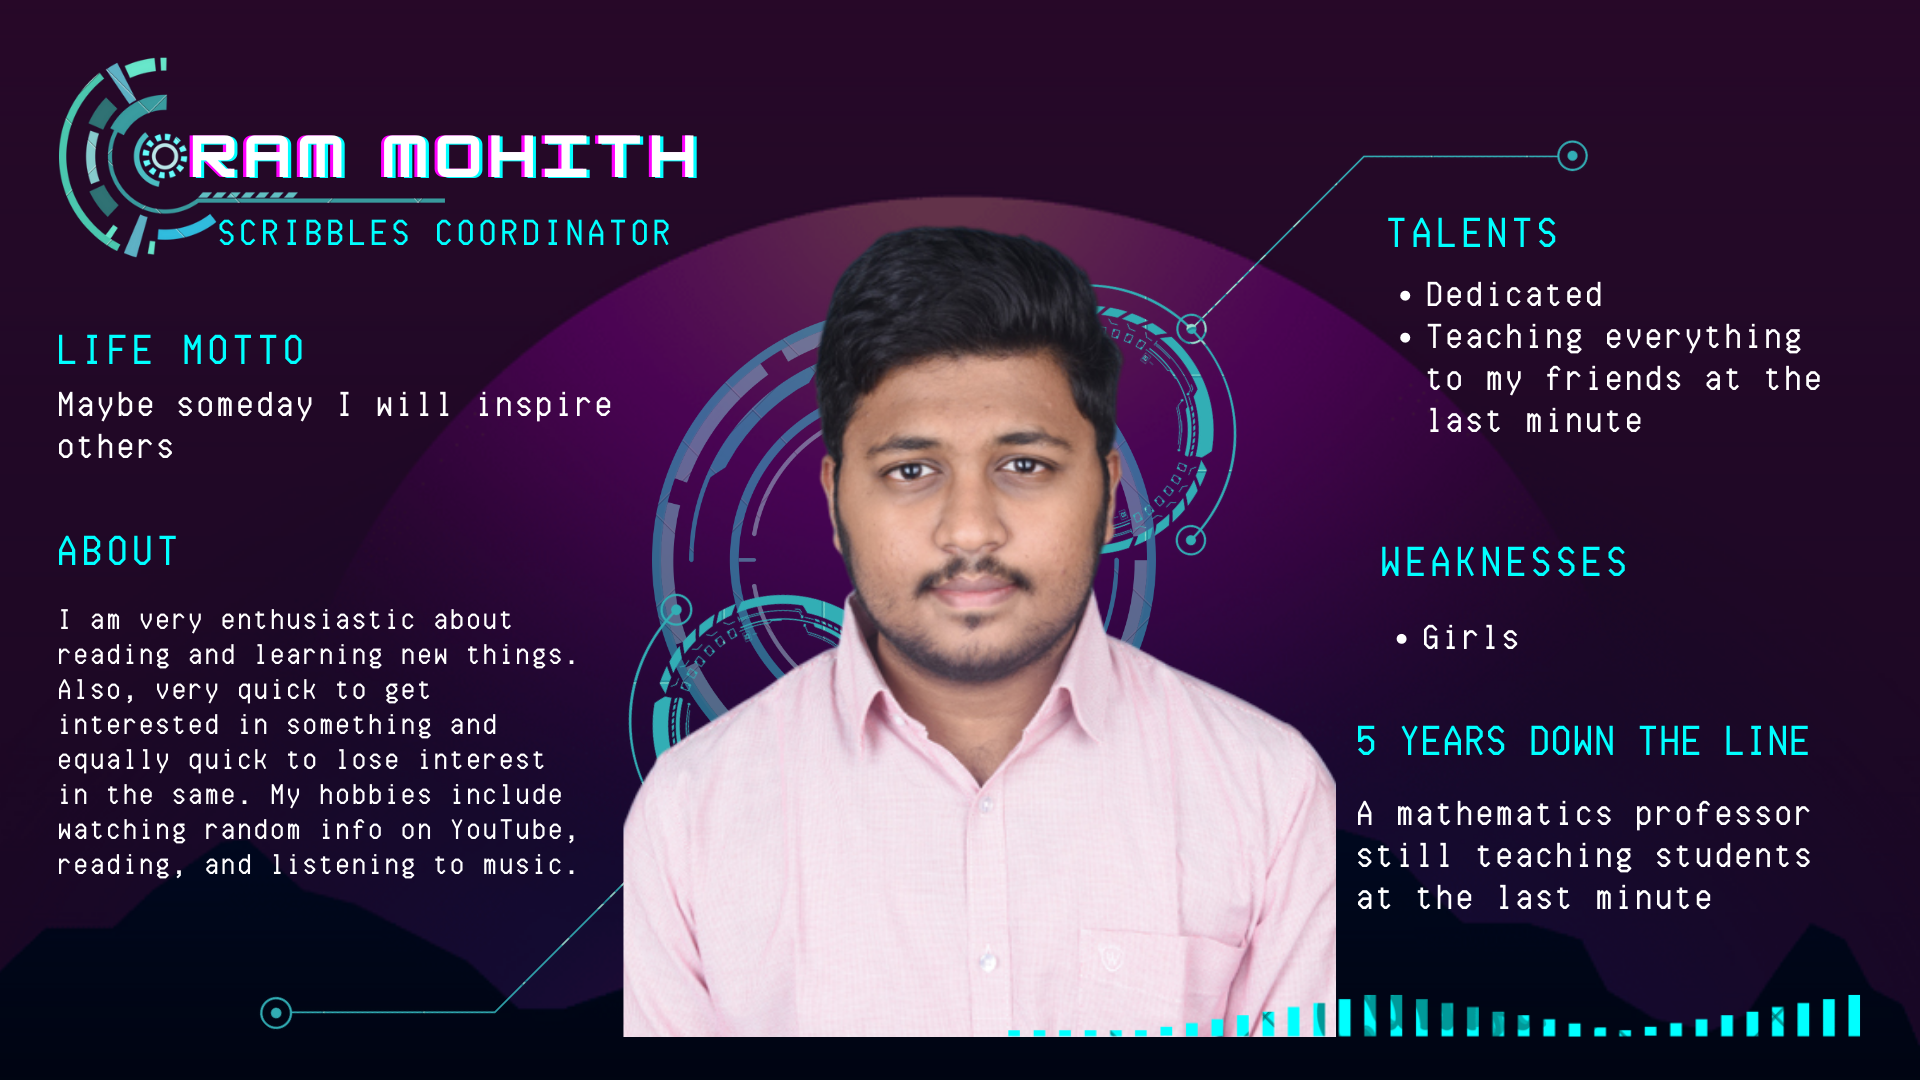 RAM MOHITH
SCRIBBLES COORDINATOR
LIFE MOTTO
Maybe someday I will inspire
others
ABOUT
I am very enthusiastic about
reading and learning new things.
Also, very quick to get
interested in something and
equally quick to lose interest
in the same. My hobbies include
watching random info on YouTube,
reading, and listening to music.
TALENTS
• Dedicated
• Teaching everything
to my friends at the
last minute
WEAKNESSES
• Girls
5 YEARS DOWN THE LINE
A mathematics professor
still teaching students
at the last minute